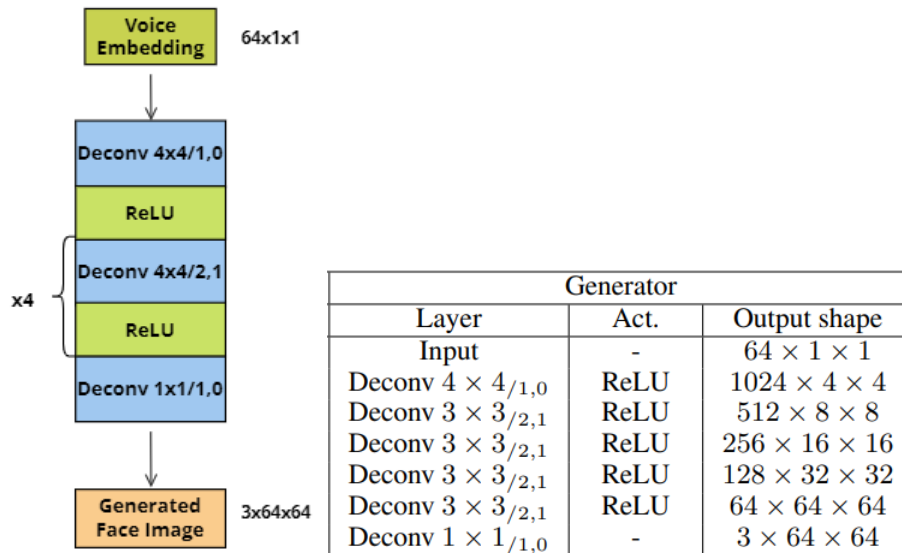 Voice
Embedding
64x1x1
Deconv 4x4/1,0
ReLU
x4
Deconv 4x4/2,1
ReLU
Deconv 1x1/1,0
Generated
Face Image
3x64x64
Generator
Layer Act. Output shape
Input - 64 × 1 × 1
Deconv 4 × 4/1,0 ReLU 1024 × 4 × 4
Deconv 3 × 3/2,1 ReLU 512 × 8 × 8
Deconv 3 × 3/2,1 ReLU 256 × 16 × 16
Deconv 3 × 3/2,1 ReLU 128 × 32 × 32
Deconv 3 × 3/2,1 ReLU 64 × 64 × 64
Deconv 1 × 1/1,0 - 3 × 64 × 64